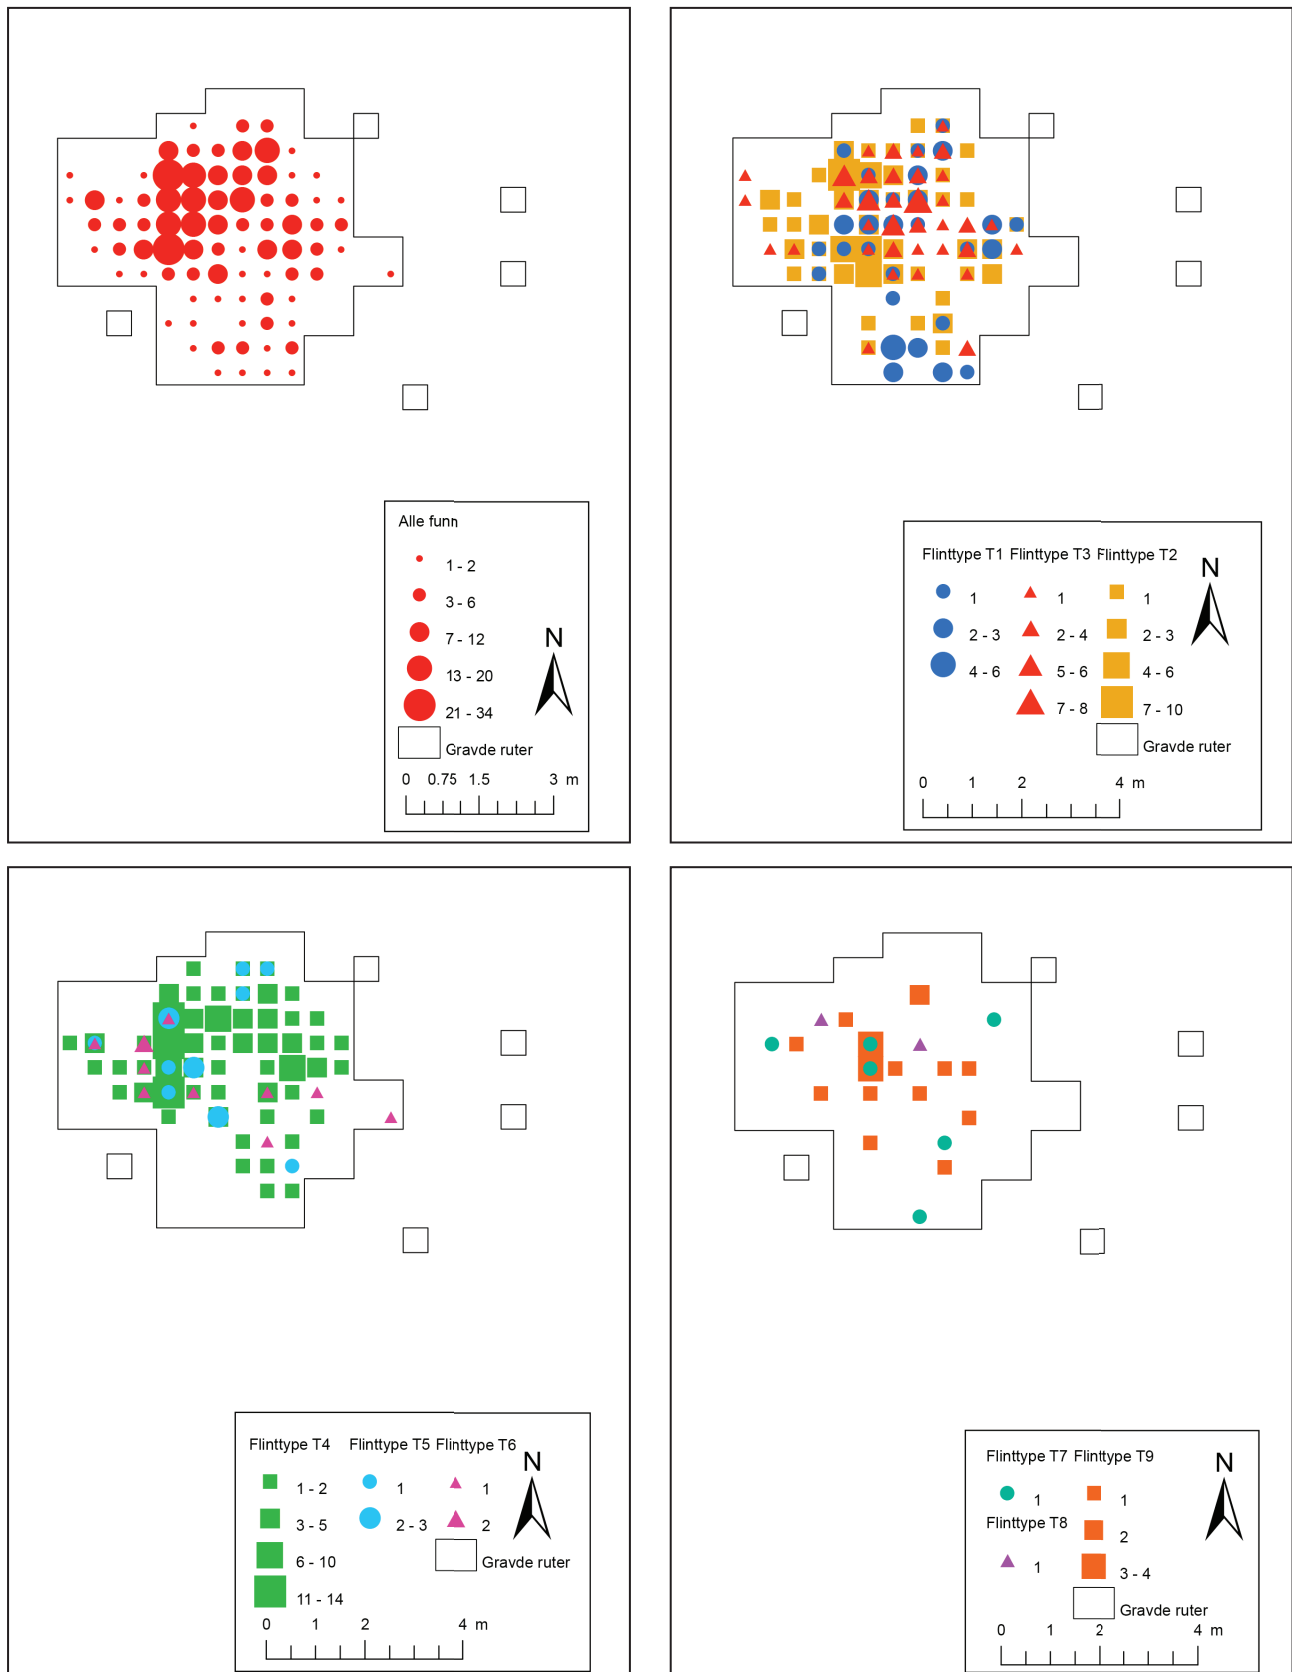 Alle funn
1 - 2
3 - 6
7 - 12
13 - 20
21 - 34
Gravde ruter
N
0 0.75 1.5 3 m
Flinttype T1 Flinttype T3 Flinttype T2
1 1 1
2 - 3 2 - 4 2 - 3
4 - 6 5 - 6 4 - 6
7 - 8 7 - 10
Gravde ruter
N
0 1 2 4 m
Flinttype T4 Flinttype T5 Flinttype T6
1 - 2 1 1
3 - 5 2 - 3 2
6 - 10 Gravde ruter
11 - 14
N
0 1 2 4 m
Flinttype T7 Flinttype T9
1 1
Flinttype T8 2
1 3 - 4
Gravde ruter
N
0 1 2 4 m